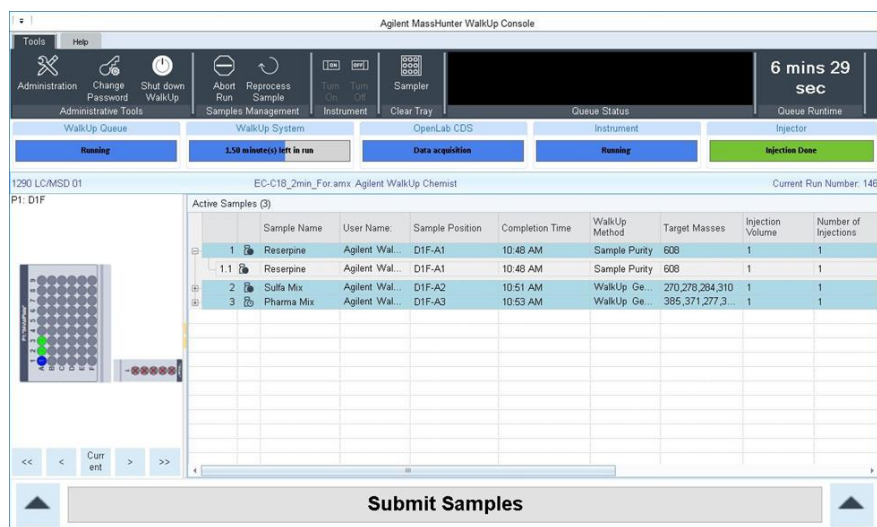 Agilent MassHunter WalkUp Console
Tools Help
Administration Change Password Shut down WalkUp Abort Run Reprocess Sample Turn On Turn Off Sampler
6 mins 29 sec
Administrative Tools Samples Management Instrument Clear Tray Queue Status Queue Runtime
WalkUp Queue WalkUp System OpenLab CDS Instrument Injector
Running 1.50 minute(s) left in run Data acquisition Running Injection Done
1290 LC/MSD 01 EC-C18_2min_For.amx Agilent WalkUp Chemist Current Run Number: 146
P1: D1F Active Samples (3)
Sample Name User Name: Sample Position Completion Time WalkUp Method Target Masses Injection Volume Number of Injections
1 Reserpine Agilent Wal... D1F-A1 10:48 AM Sample Purity 608 1 1
1.1 Reserpine Agilent Wal... D1F-A1 10:48 AM Sample Purity 608 1 1
2 Sulfa Mix Agilent Wal... D1F-A2 10:51 AM WalkUp Ge... 270,278,284,310 1 1
3 Pharma Mix Agilent Wal... D1F-A3 10:53 AM WalkUp Ge... 385,371,277,3... 1 1
<< < Curr ent > >>
Submit Samples